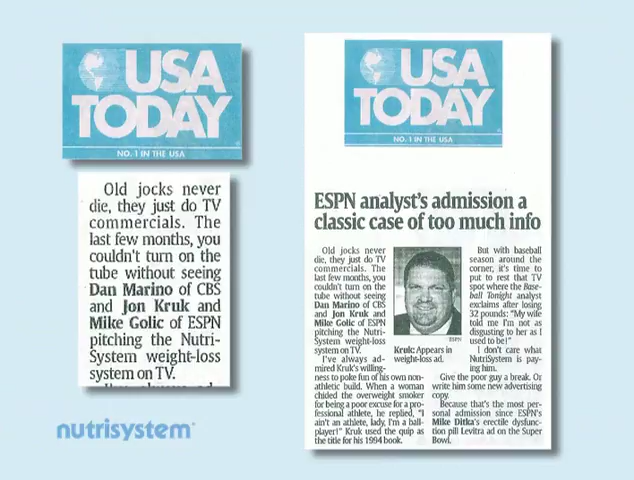 USA
TODAY
NO. 1 IN THE USA
Old jocks never
die, they just do TV
commercials. The
last few months, you
couldn't turn on the
tube without seeing
Dan Marino of CBS
and Jon Kruk and
Mike Golic of ESPN
pitching the Nutri-
System weight-loss
system on TV.
nutrisystem
USA
TODAY
NO. 1 IN THE USA
ESPN analyst's admission a
classic case of too much info
Old jocks never
die, they just do TV
commercials. The
last few months, you
couldn't turn on the
tube without seeing
Dan Marino of CBS
and Jon Kruk and
Mike Golic of ESPN
pitching the Nutri-
System weight-loss
system on TV.
I've always ad-
mired Kruk's willing-
ness to poke fun of his own non-
athletic build. When a woman
chided the overweight smoker
for being a poor excuse for a pro-
fessional athlete, he replied, "I
ain't an athlete, lady, I'm a ball-
player!" Kruk used the quip as
the title for his 1994 book.
ESPN
Kruk: Appears in
weight-loss ad.
But with baseball
season around the
corner, it's time to
put to rest that TV
spot where the Base-
ball Tonight analyst
exclaims after losing
32 pounds: "My wife
told me I'm not as
disgusting to her as I
used to be!"
I don't care what
NutriSystem is pay-
ing him.
Give the poor guy a break. Or
write him some new advertising
copy.
Because that's the most per-
sonal admission since ESPN's
Mike Ditka's erectile dysfunc-
tion pill Levitra ad on the Super
Bowl.